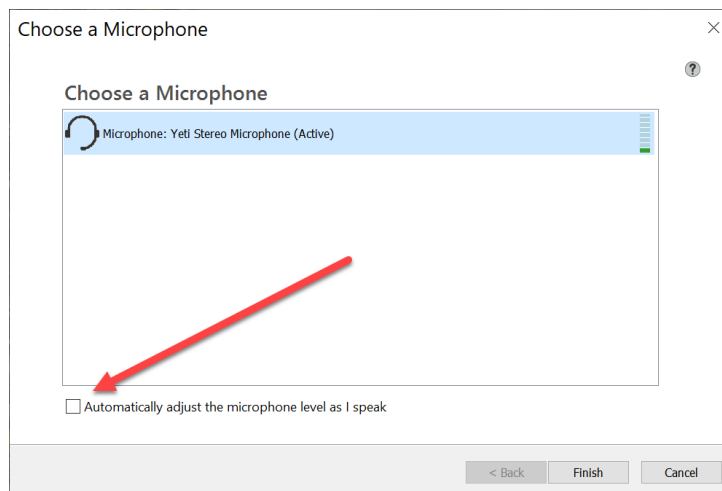 Choose a Microphone
?
Choose a Microphone
Microphone: Yeti Stereo Microphone (Active)
Automatically adjust the microphone level as I speak
< Back Finish Cancel